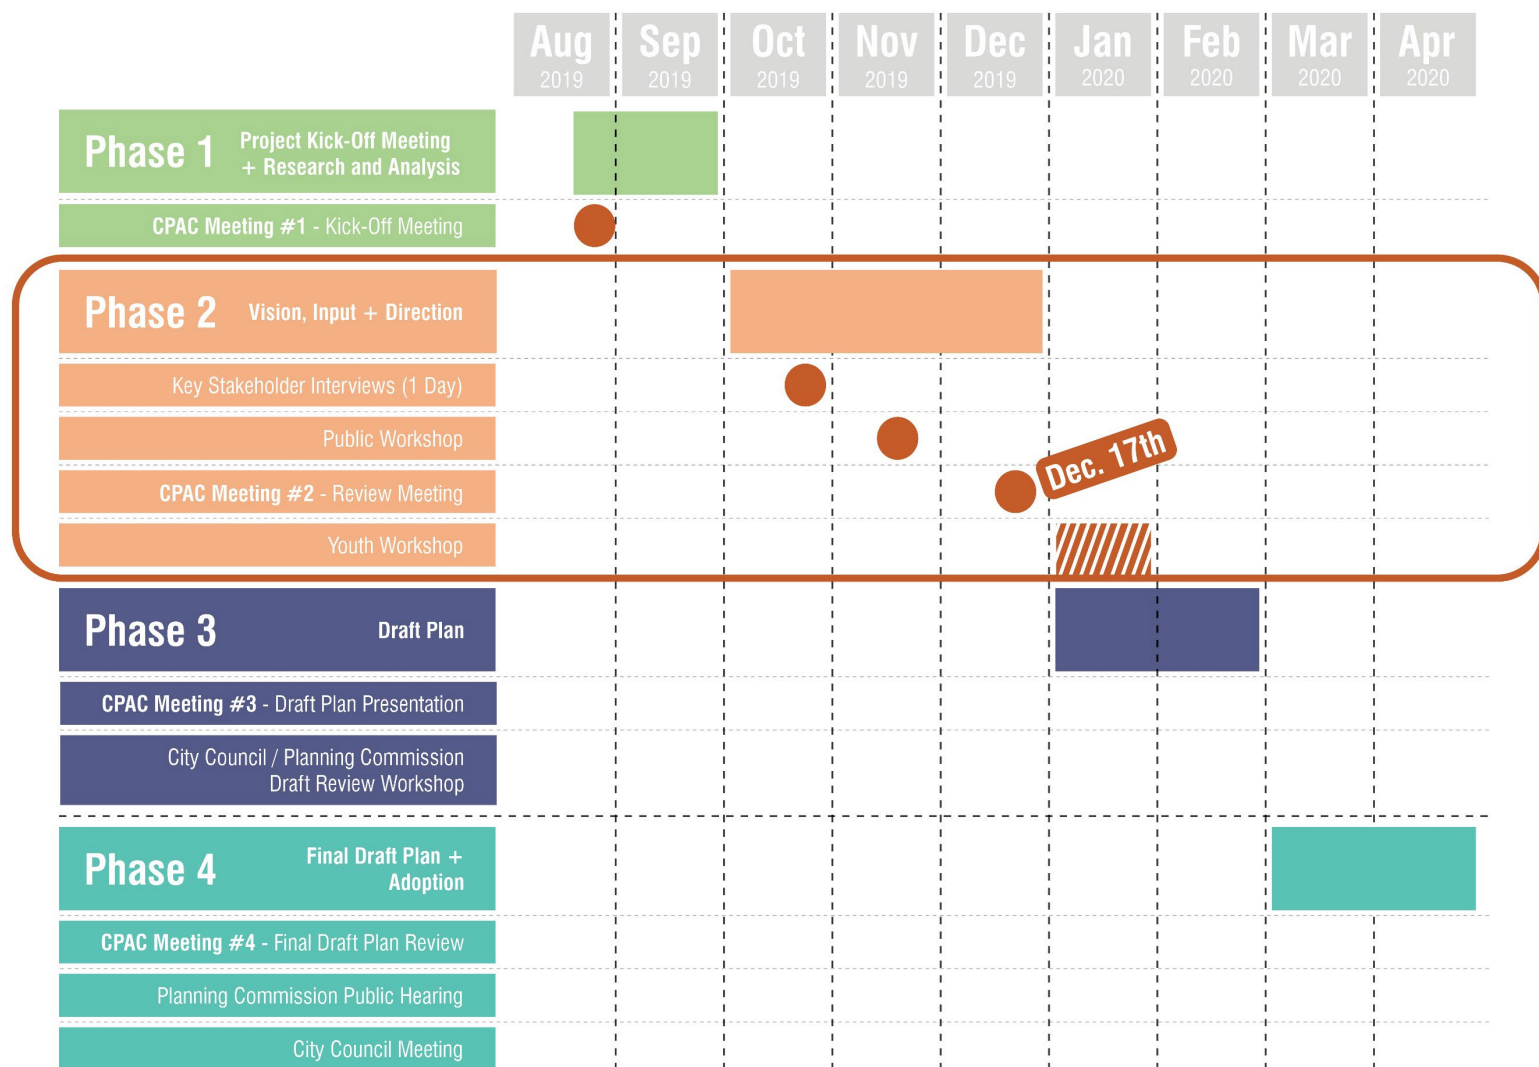 Aug Sep Oct Nov Dec Jan Feb Mar Apr
2019 2019 2019 2019 2019 2020 2020 2020 2020
Phase 1 Project Kick-Off Meeting
+ Research and Analysis
CPAC Meeting #1 - Kick-Off Meeting
Phase 2 Vision, Input + Direction
Key Stakeholder Interviews (1 Day)
Public Workshop
Dec. 17th
CPAC Meeting #2 - Review Meeting
Youth Workshop
Phase 3 Draft Plan
CPAC Meeting #3 - Draft Plan Presentation
City Council / Planning Commission
Draft Review Workshop
Phase 4 Final Draft Plan +
Adoption
CPAC Meeting #4 - Final Draft Plan Review
Planning Commission Public Hearing
City Council Meeting